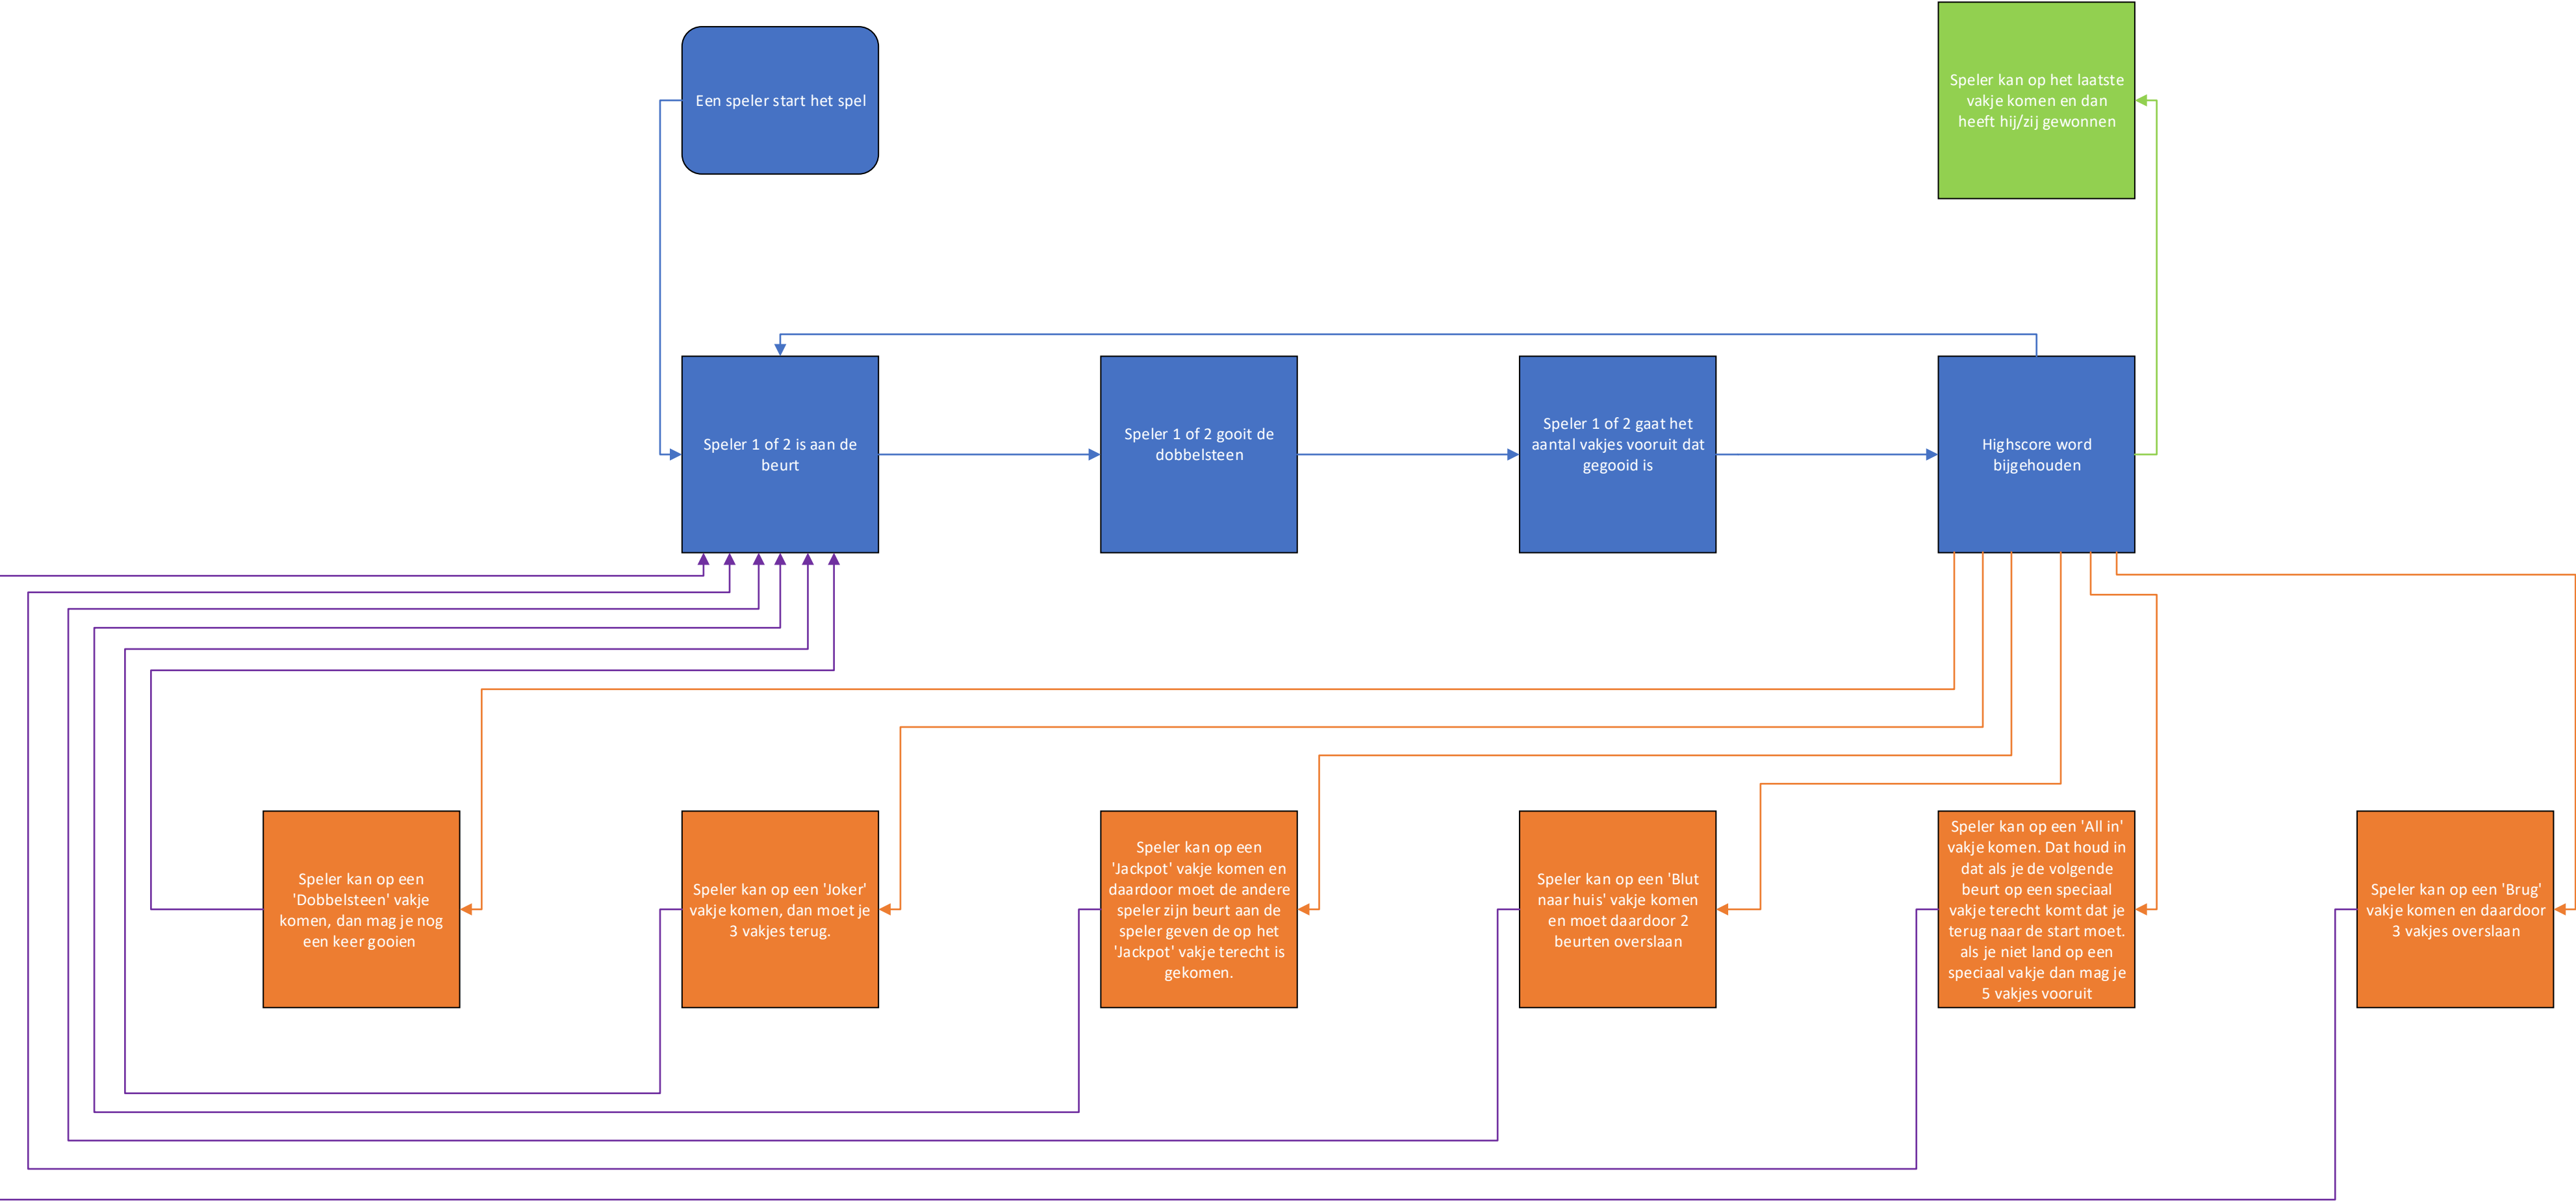 Een speler start het spel
Speler kan op het laatste
vakje komen en dan
heeft hij/zij gewonnen
Speler 1 of 2 is aan de
beurt
Speler 1 of 2 gooit de
dobbelsteen
Speler 1 of 2 gaat het
aantal vakjes vooruit dat
gegooid is
Highscore word
bijgehouden
Speler kan op een
'Dobbelsteen' vakje
komen, dan mag je nog
een keer gooien
Speler kan op een 'Joker'
vakje komen, dan moet je
3 vakjes terug.
Speler kan op een
'Jackpot' vakje komen en
daardoor moet de andere
speler zijn beurt aan de
speler geven de op het
'Jackpot' vakje terecht is
gekomen.
Speler kan op een 'Blut
naar huis' vakje komen
en moet daardoor 2
beurten overslaan
Speler kan op een 'All in'
vakje komen. Dat houd in
dat als je de volgende
beurt op een speciaal
vakje terecht komt dat je
terug naar de start moet.
als je niet land op een
speciaal vakje dan mag je
5 vakjes vooruit
Speler kan op een 'Brug'
vakje komen en daardoor
3 vakjes overslaan